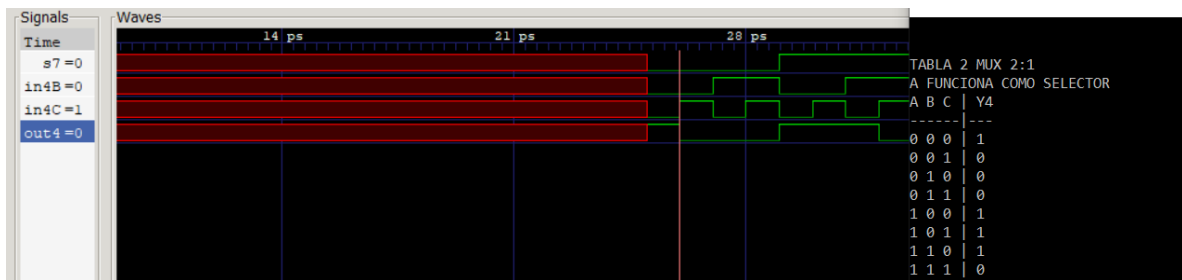 Signals
Time
s7=0
in4B=0
in4C=1
out4=0
Waves
14 ps 21 ps 28 ps
TABLA 2 MUX 2:1
A FUNCIONA COMO SELECTOR
A B C | Y4
------|---
0 0 0 | 1
0 0 1 | 0
0 1 0 | 0
0 1 1 | 0
1 0 0 | 1
1 0 1 | 1
1 1 0 | 1
1 1 1 | 0